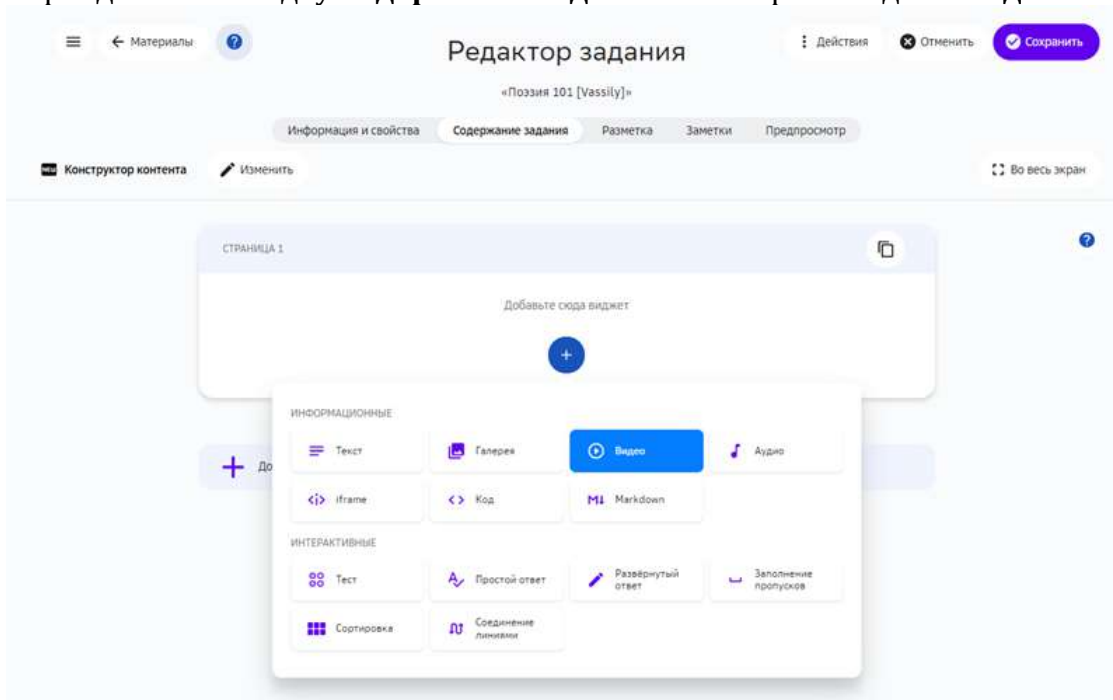 ← Материалы
?
Редактор задания
Действия
Отменить
Сохранить
«Поэзия 101 [Vassily]»
Информация и свойства
Содержание задания
Разметка
Заметки
Предпросмотр
Конструктор контента
Изменить
Во весь экран
СТРАНИЦА 1
?
Добавьте сюда виджет
+
ИНФОРМАЦИОННЫЕ
Текст
Галерея
Видео
Аудио
iframe
Код
Markdown
ИНТЕРАКТИВНЫЕ
Тест
Простой ответ
Развёрнутый
ответ
Заполнение
пропусков
Сортировка
Соединение
линиями